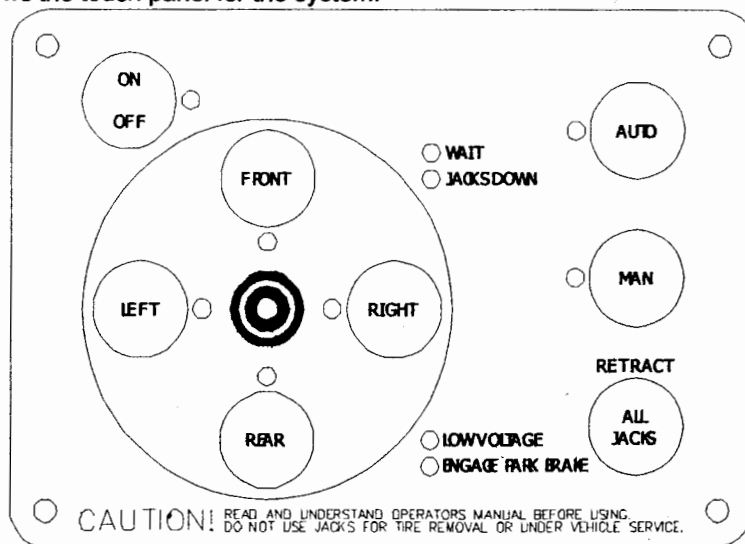 the touch panel for the system.
ON
OFF
FRONT
LEFT
RIGHT
REAR
WAIT
JACKS DOWN
AUTO
MAN
RETRACT
ALL
JACKS
LOW VOLTAGE
ENGAGE PARK BRAKE
CAUTION! READ AND UNDERSTAND OPERATORS MANUAL BEFORE USING.
DO NOT USE JACKS FOR TIRE REMOVAL OR UNDER VEHICLE SERVICE.